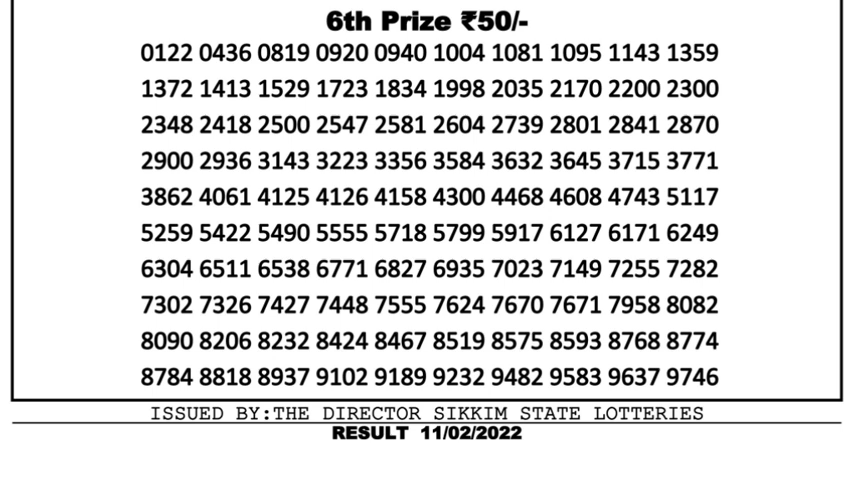 6th Prize ₹50/-
0122 0436 0819 0920 0940 1004 1081 1095 1143 1359
1372 1413 1529 1723 1834 1998 2035 2170 2200 2300
2348 2418 2500 2547 2581 2604 2739 2801 2841 2870
2900 2936 3143 3223 3356 3584 3632 3645 3715 3771
3862 4061 4125 4126 4158 4300 4468 4608 4743 5117
5259 5422 5490 5555 5718 5799 5917 6127 6171 6249
6304 6511 6538 6771 6827 6935 7023 7149 7255 7282
7302 7326 7427 7448 7555 7624 7670 7671 7958 8082
8090 8206 8232 8424 8467 8519 8575 8593 8768 8774
8784 8818 8937 9102 9189 9232 9482 9583 9637 9746
ISSUED BY:THE DIRECTOR SIKKIM STATE LOTTERIES
RESULT 11/02/2022